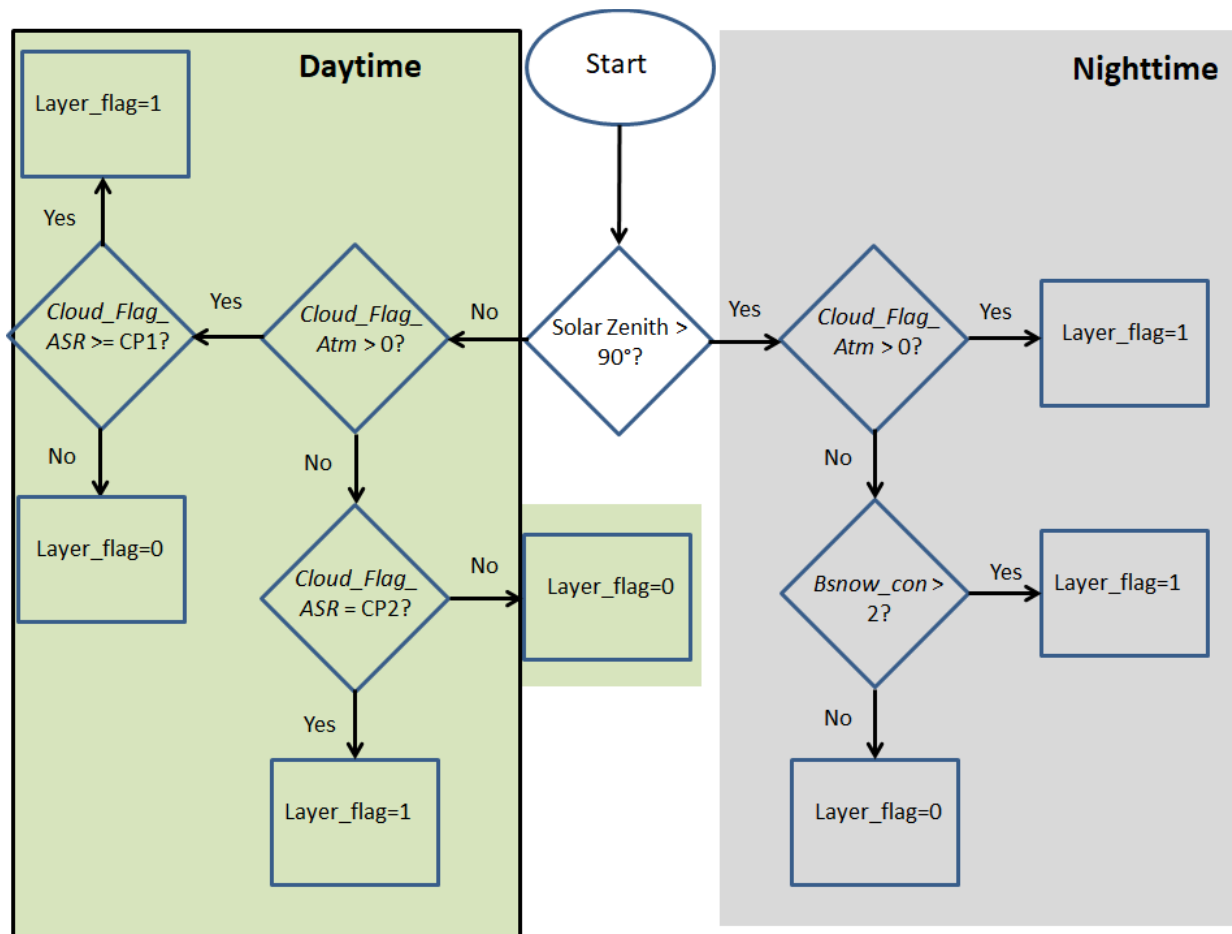 Daytime
Start
Nighttime
Layer_flag=1
Yes
Cloud_Flag_
ASR >= CP1?
Yes
Cloud_Flag_
Atm > 0?
No
Solar Zenith >
90°?
Yes
Cloud_Flag_
Atm > 0?
Yes
Layer_flag=1
No
No
No
Layer_flag=0
Cloud_Flag_
ASR = CP2?
No
Layer_flag=0
Bsnow_con >
2?
Yes
Layer_flag=1
Yes
No
Layer_flag=1
Layer_flag=0